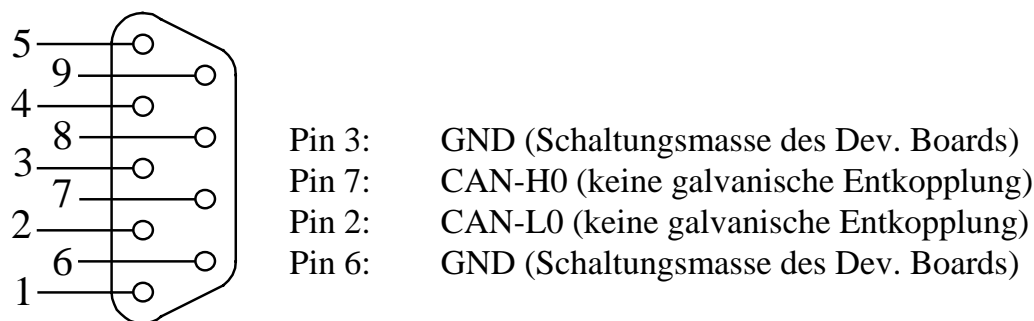 5
9
4
8
3
7
2
6
1
Pin 3: GND (Schaltungsmasse des Dev. Boards)
Pin 7: CAN-H0 (keine galvanische Entkopplung)
Pin 2: CAN-L0 (keine galvanische Entkopplung)
Pin 6: GND (Schaltungsmasse des Dev. Boards)